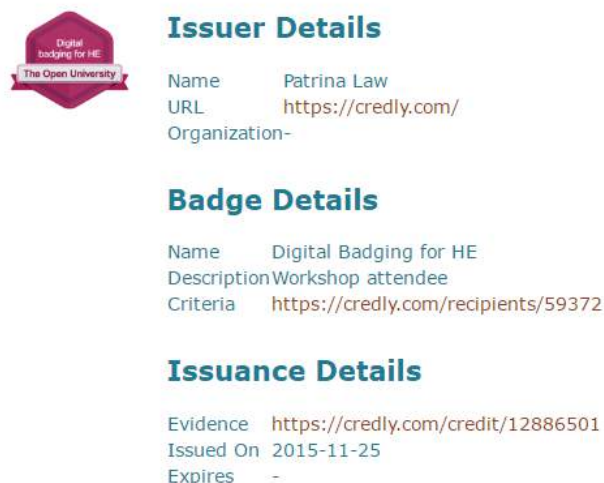 Digital
badging for HE
The Open University
Issuer Details
Name Patrina Law
URL https://credly.com/
Organization-
Badge Details
Name Digital Badging for HE
Description Workshop attendee
Criteria https://credly.com/recipients/59372
Issuance Details
Evidence https://credly.com/credit/12886501
Issued On 2015-11-25
Expires -